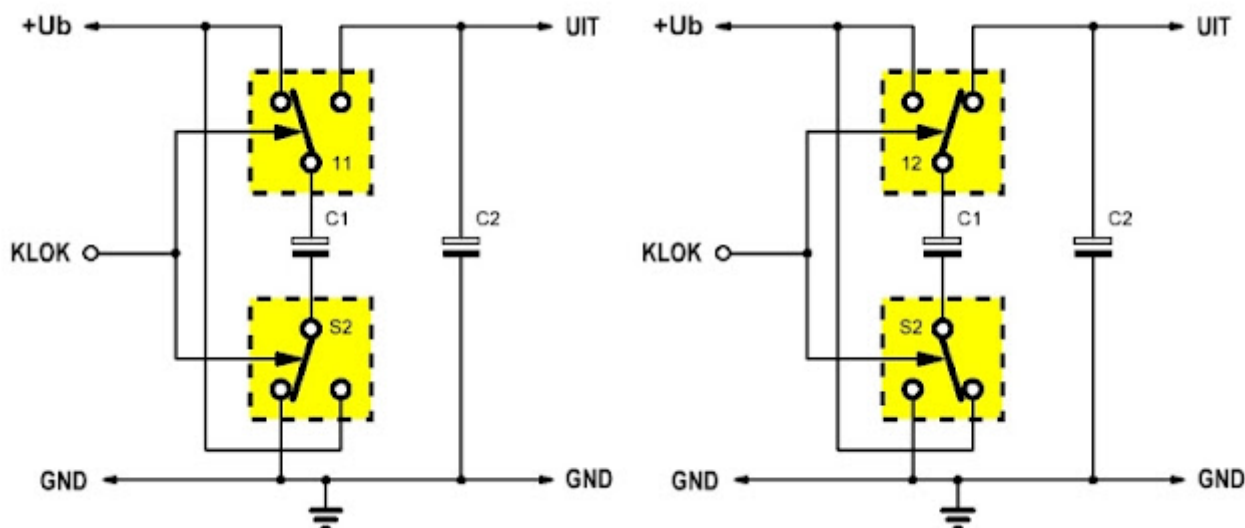 +Ub
UIT
11
C1
C2
KLOK
S2
GND
GND
+Ub
UIT
12
C1
C2
KLOK
S2
GND
GND